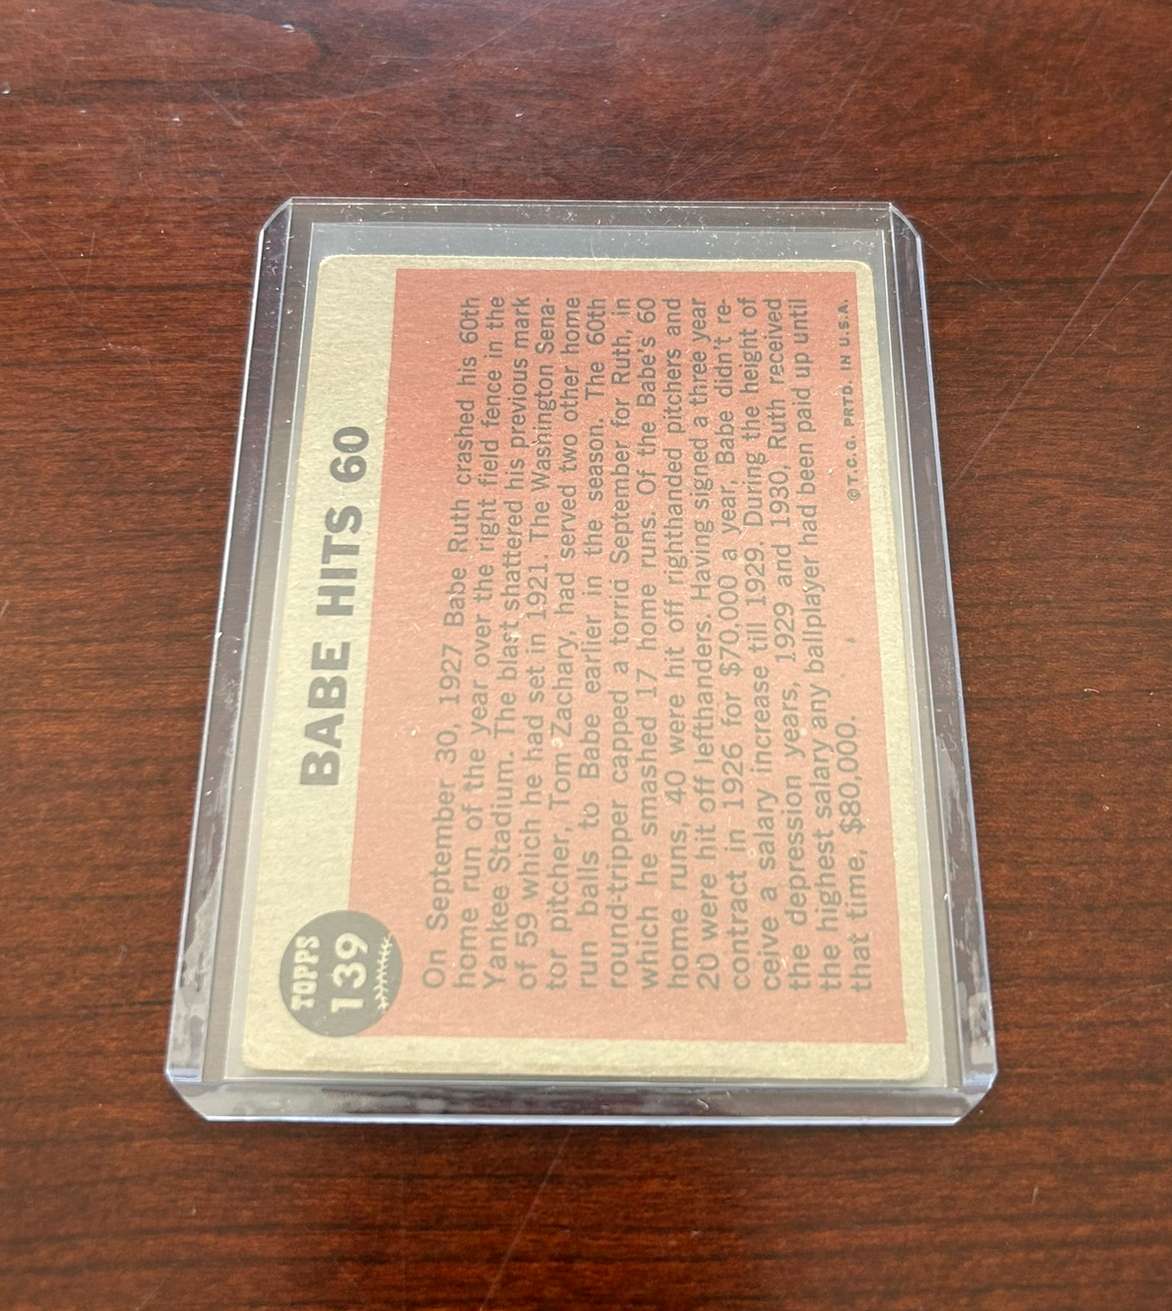 TOPPS
139
BABE HITS 60
On September 30, 1927 Babe Ruth crashed his 60th
home run of the year over the right field fence in the
Yankee Stadium. The blast shattered his previous mark
of 59 which he had set in 1921. The Washington Sena-
tor pitcher, Tom Zachary, had served two other home
run balls to Babe earlier in the season. The 60th
round-tripper capped a torrid September for Ruth, in
which he smashed 17 home runs. Of the Babe's 60
home runs, 40 were hit off righthanded pitchers and
20 were hit off lefthanders. Having signed a three year
contract in 1926 for $70,000 a year, Babe didn't re-
ceive a salary increase till 1929. During the height of
the depression years, 1929 and 1930, Ruth received
the highest salary any ballplayer had been paid up until
that time, $80,000.
©T.C.G. PRTD. IN U.S.A.